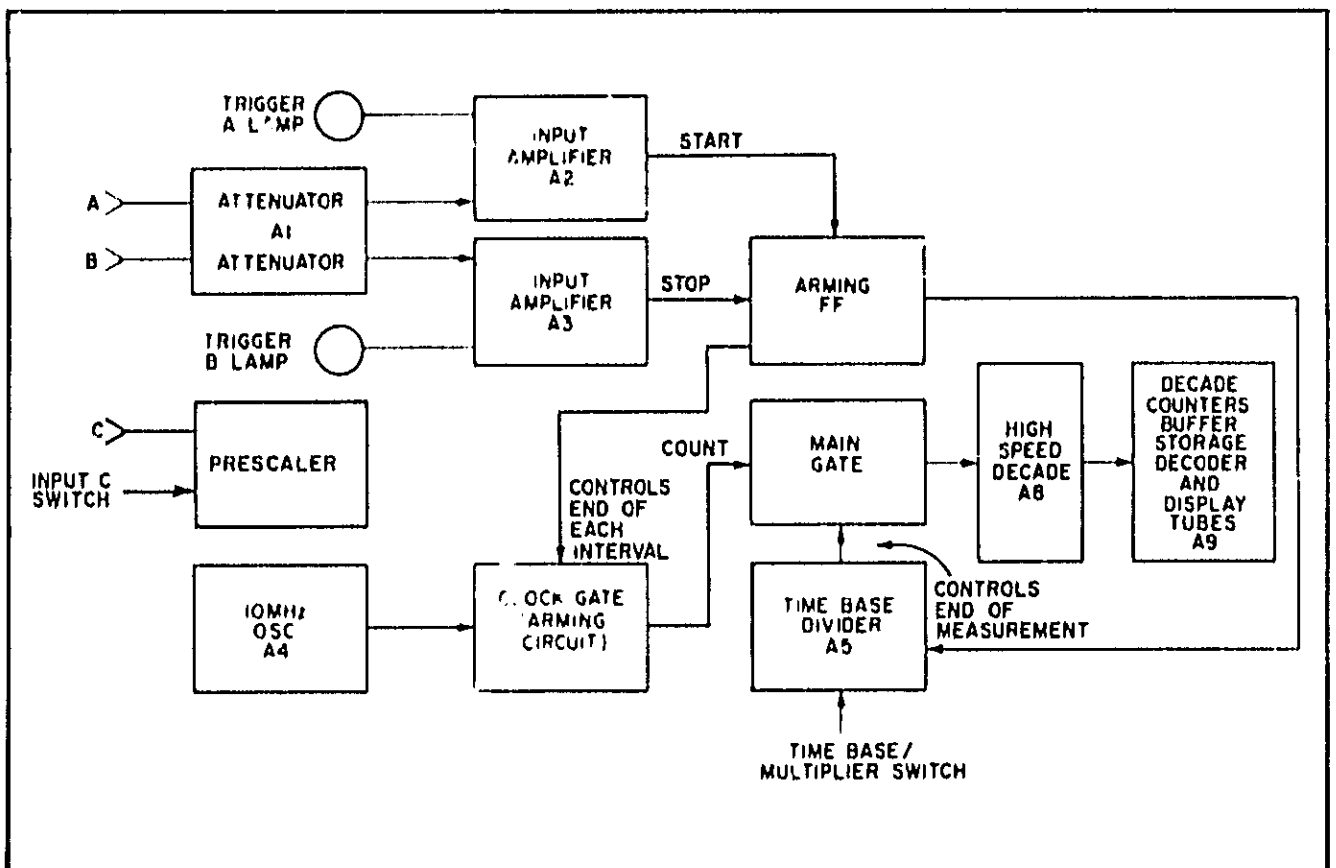 TRIGGER
A LAMP
INPUT
AMPLIFIER
A2
START
A
ATTENUATOR
A1
ATTENUATOR
B
INPUT
AMPLIFIER
A3
STOP
ARMING
FF
TRIGGER
B LAMP
C
PRESCALER
INPUT C
SWITCH
CONTROLS
END OF
EACH
INTERVAL
COUNT
MAIN
GATE
HIGH
SPEED
DECADE
A8
DECADE
COUNTERS
BUFFER
STORAGE
DECODER
AND
DISPLAY
TUBES
A9
10MHz
OSC
A4
CLOCK GATE
(ARMING
CIRCUIT)
TIME BASE
DIVIDER
A5
CONTROLS
END OF
MEASUREMENT
TIME BASE/
MULTIPLIER SWITCH